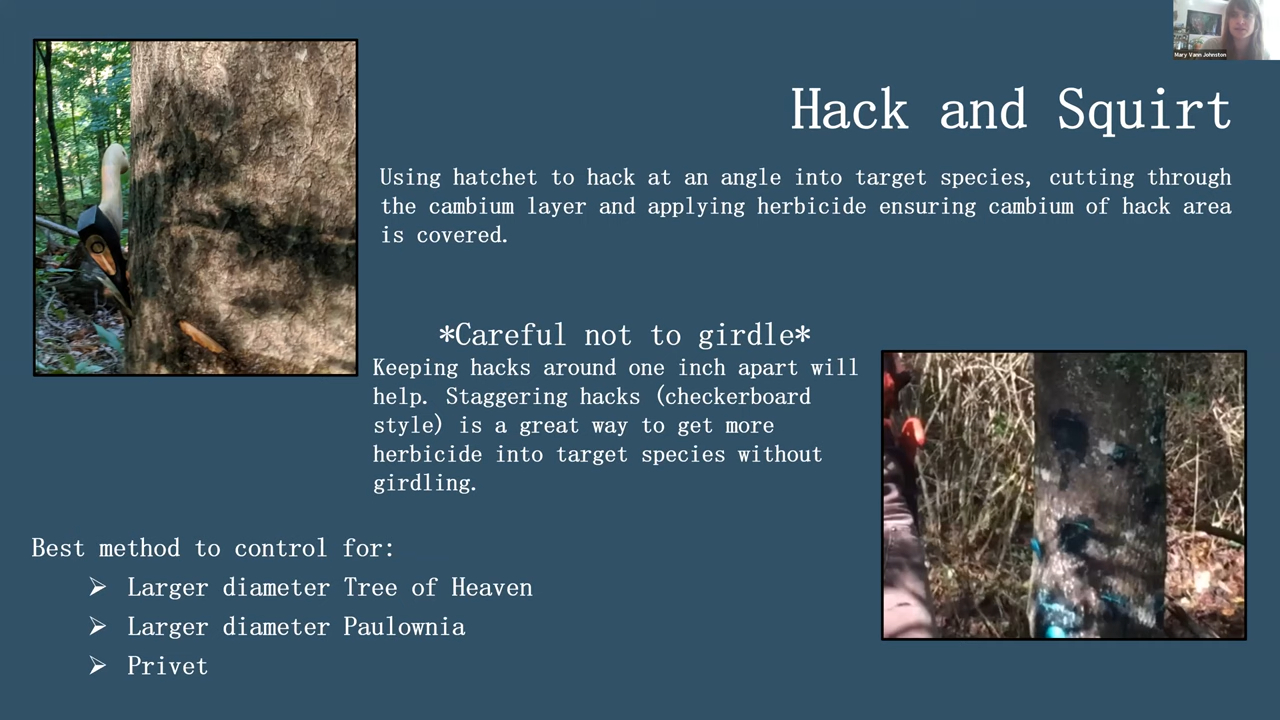 Mary Vann Johnston
Hack and Squirt
Using hatchet to hack at an angle into target species, cutting through
the cambium layer and applying herbicide ensuring cambium of hack area
is covered.
*Careful not to girdle*
Keeping hacks around one inch apart will
help. Staggering hacks (checkerboard
style) is a great way to get more
herbicide into target species without
girdling.
Best method to control for:
➢ Larger diameter Tree of Heaven
➢ Larger diameter Paulownia
➢ Privet